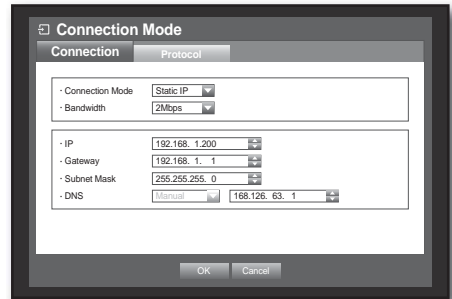 Connection Mode
Connection Protocol
· Connection Mode Static IP
· Bandwidth 2Mbps
· IP 192.168. 1.200
· Gateway 192.168. 1. 1
· Subnet Mask 255.255.255. 0
· DNS Manual 168.126. 63. 1
OK Cancel